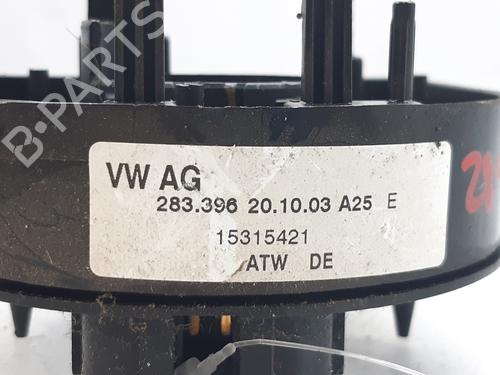 B-PARTS
VW AG
283.396 20.10.03 A25 E
15315421
ATW DE